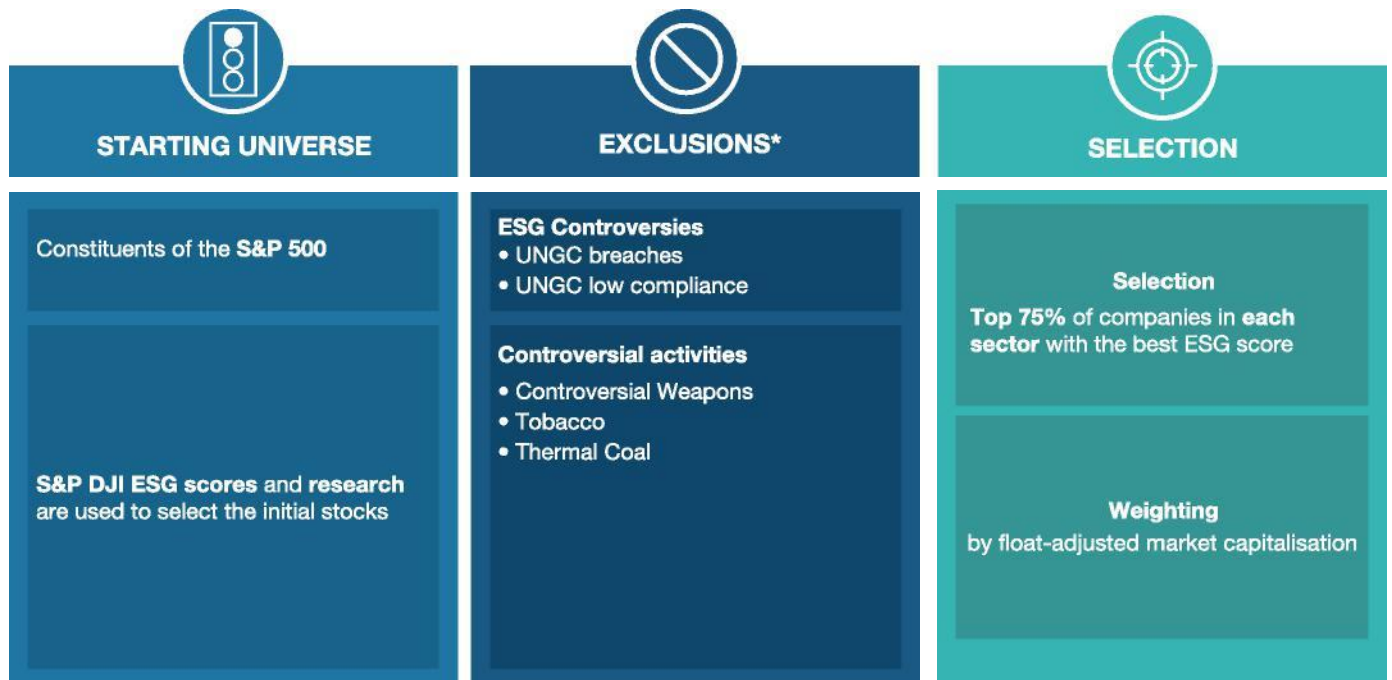 STARTING UNIVERSE
Constituents of the S&P 500
S&P DJI ESG scores and research
are used to select the initial stocks
EXCLUSIONS*
ESG Controversies
• UNGC breaches
• UNGC low compliance
Controversial activities
• Controversial Weapons
• Tobacco
• Thermal Coal
SELECTION
Selection
Top 75% of companies in each
sector with the best ESG score
Weighting
by float-adjusted market capitalisation